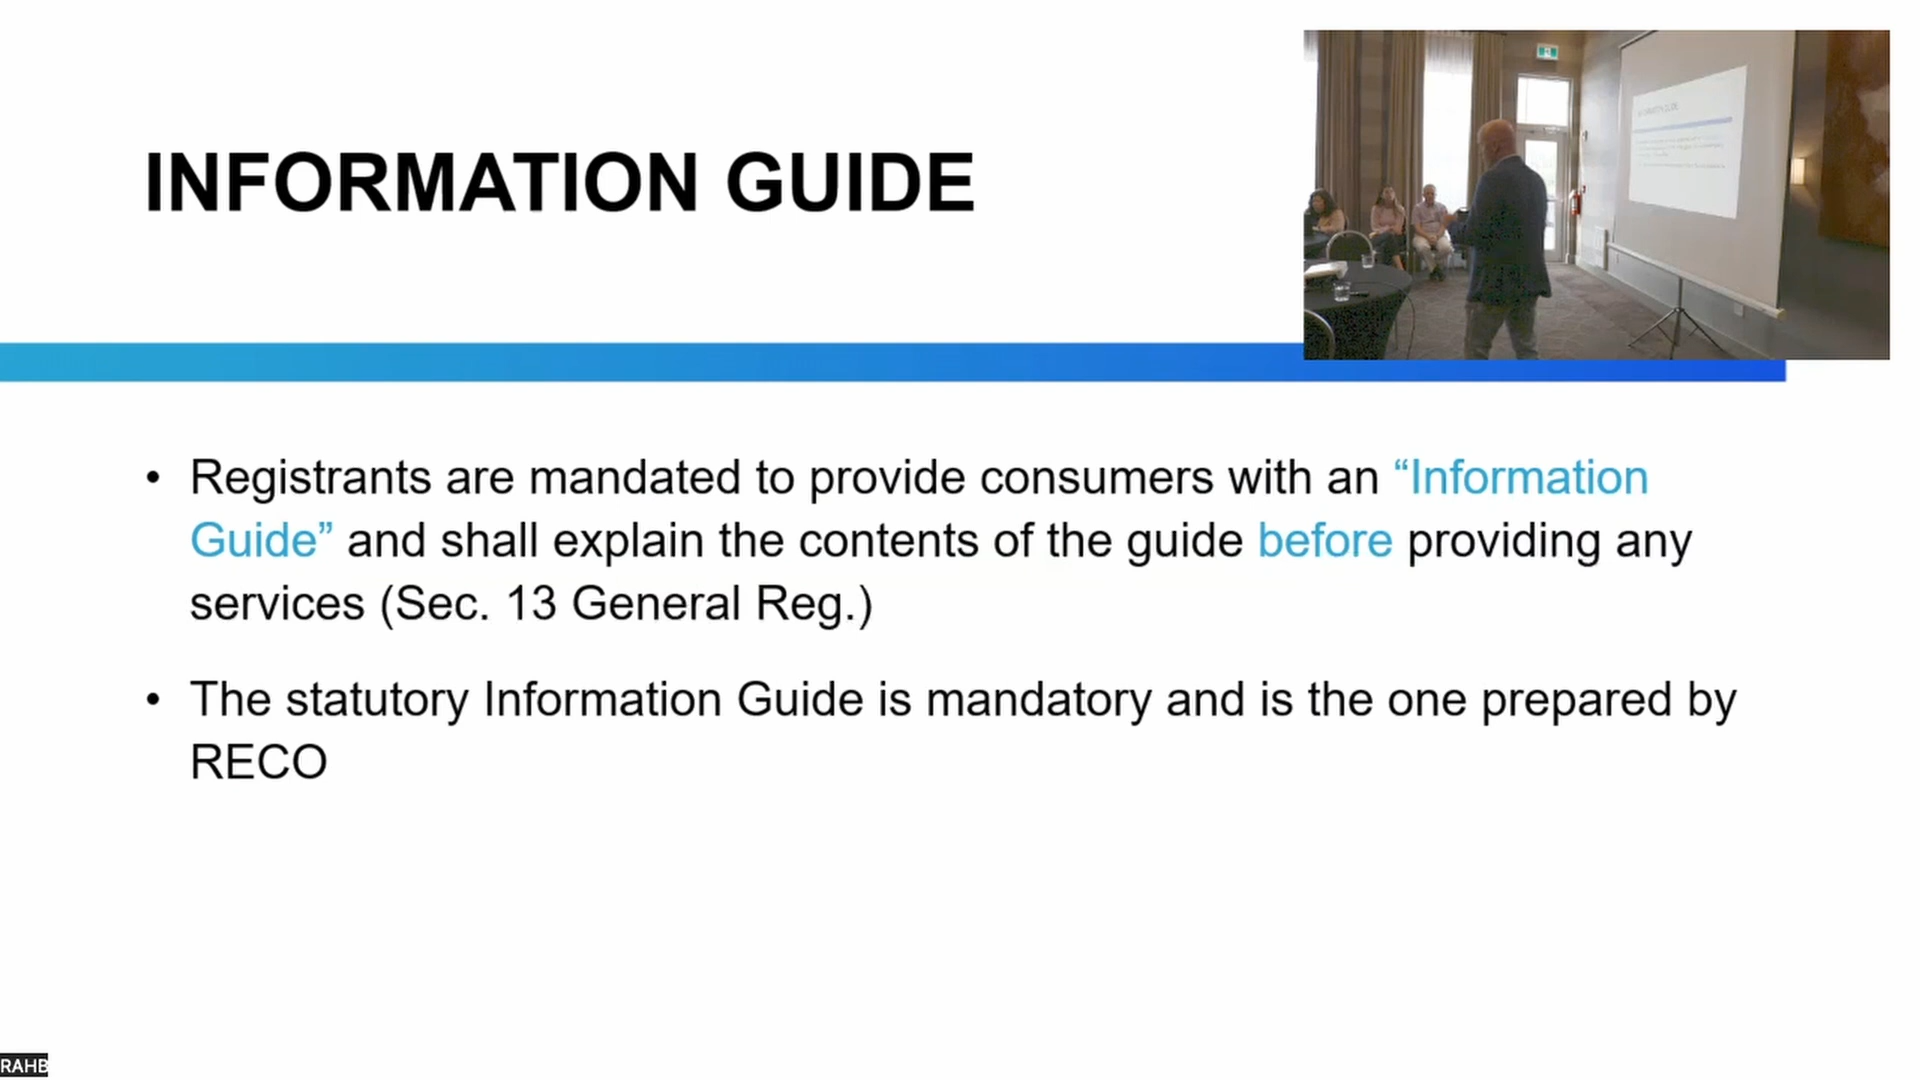 INFORMATION GUIDE
• Registrants are mandated to provide consumers with an “Information
Guide” and shall explain the contents of the guide before providing any
services (Sec. 13 General Reg.)
• The statutory Information Guide is mandatory and is the one prepared by
RECO
RAHB